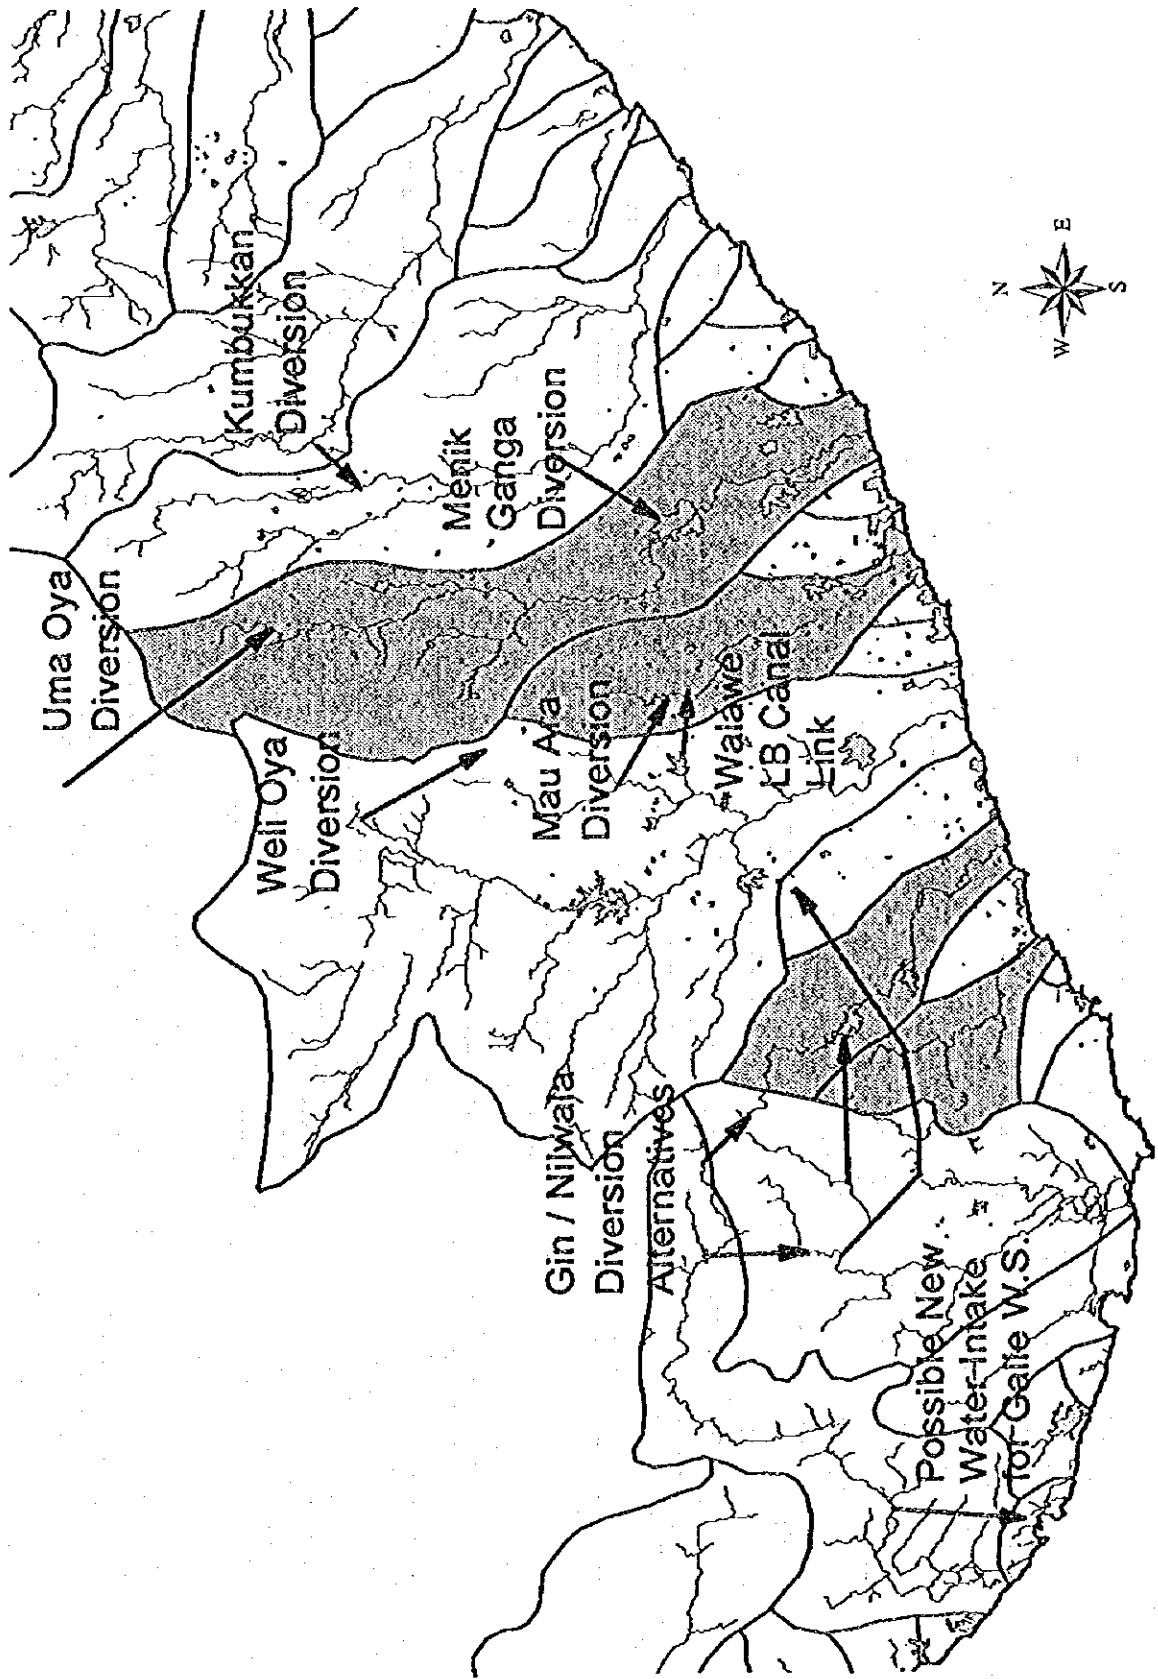 Uma Oya
Diversion
Kumbukkan
Diversion
Weli Oya
Diversion
Menik
Ganga
Diversion
Mau Ara
Diversion
Walawe
LB Canal
Link
Gin / Nilwala
Diversion
Alternatives
Possible New
Water Intake
for Galle W.S.
N
E
S
W